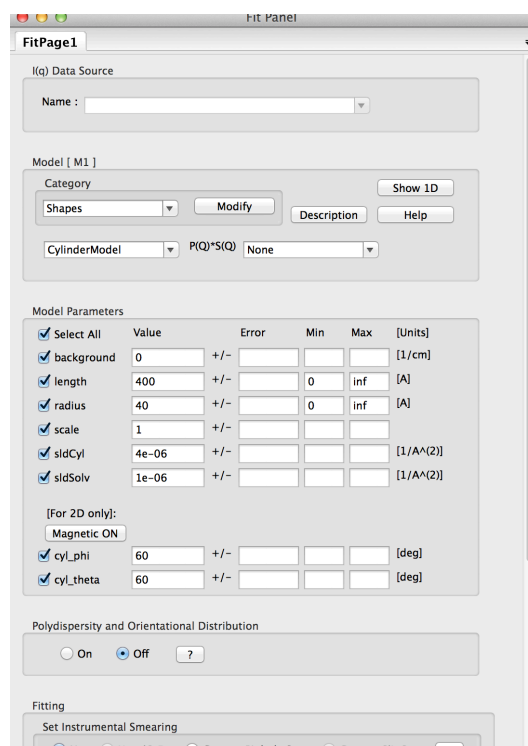 Fit Panel
FitPage1
I(q) Data Source
Name :
Model [ M1 ]
Category
Show 1D
Shapes
Modify
Description
Help
CylinderModel
P(Q)*S(Q)
None
Model Parameters
Select All Value Error Min Max [Units]
background 0 +/- [1/cm]
length 400 +/- 0 inf [A]
radius 40 +/- 0 inf [A]
scale 1 +/-
sldCyl 4e-06 +/- [1/A^(2)]
sldSolv 1e-06 +/- [1/A^(2)]
[For 2D only]:
Magnetic ON
cyl_phi 60 +/- [deg]
cyl_theta 60 +/- [deg]
Polydispersity and Orientational Distribution
On Off ?
Fitting
Set Instrumental Smearing